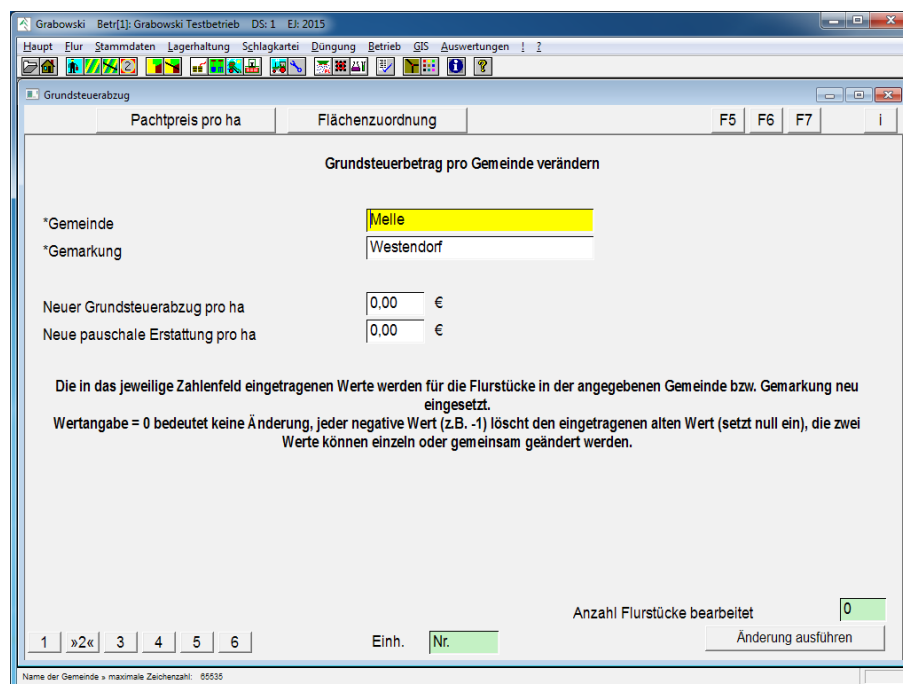 Grabowski Betr[1]: Grabowski Testbetrieb DS: 1 EJ: 2015
Haupt Flur Stammdaten Lagerhaltung Schlagkartei Düngung Betrieb GIS Auswertungen ! ?
Grundsteuerabzug
Pachtpreis pro ha Flächenzuordnung F5 F6 F7 i
Grundsteuerbetrag pro Gemeinde verändern
*Gemeinde Melle
*Gemarkung Westendorf
Neuer Grundsteuerabzug pro ha 0,00 €
Neue pauschale Erstattung pro ha 0,00 €
Die in das jeweilige Zahlenfeld eingetragenen Werte werden für die Flurstücke in der angegebenen Gemeinde bzw. Gemarkung neu
eingesetzt.
Wertangabe = 0 bedeutet keine Änderung, jeder negative Wert (z.B. -1) löscht den eingetragenen alten Wert (setzt null ein), die zwei
Werte können einzeln oder gemeinsam geändert werden.
Anzahl Flurstücke bearbeitet 0
1 »2« 3 4 5 6 Einh. Nr. Änderung ausführen
Name der Gemeinde » maximale Zeichenzahl: 65535